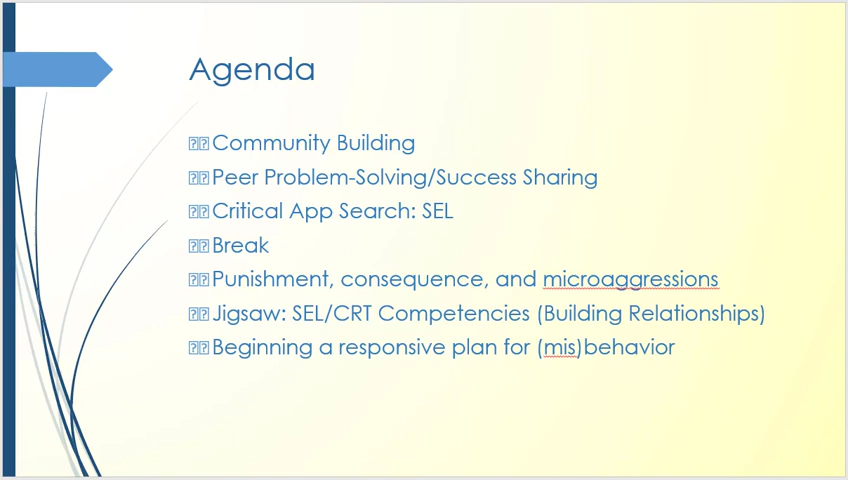 Agenda
Community Building
Peer Problem-Solving/Success Sharing
Critical App Search: SEL
Break
Punishment, consequence, and microaggressions
Jigsaw: SEL/CRT Competencies (Building Relationships)
Beginning a responsive plan for (mis)behavior